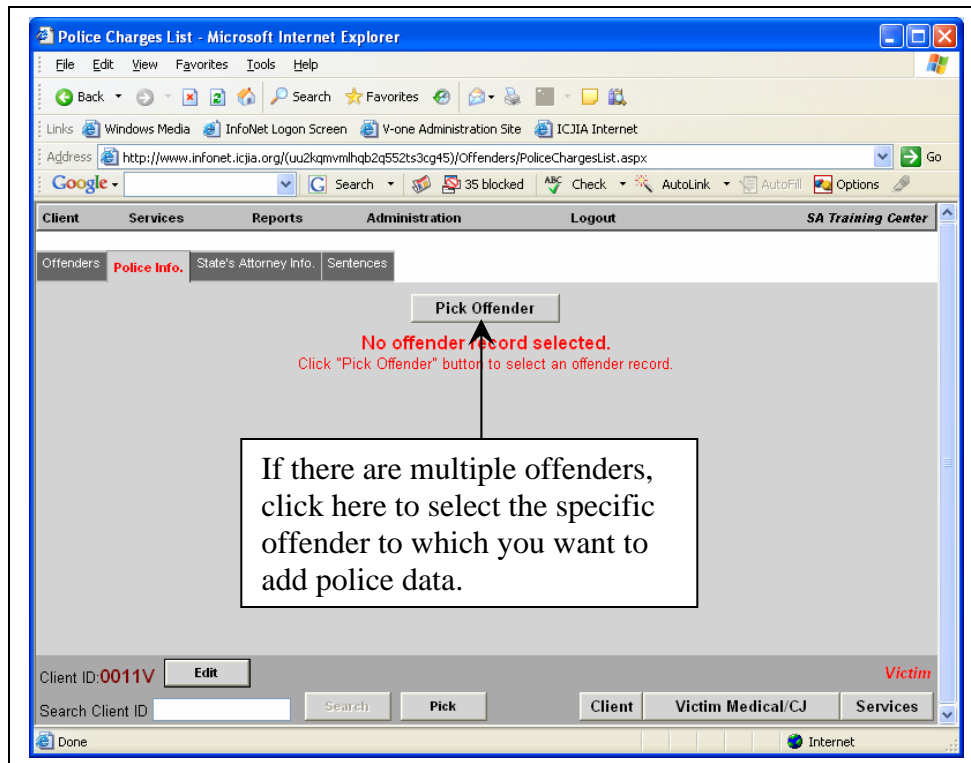 Police Charges List - Microsoft Internet Explorer
File Edit View Favorites Tools Help
Back Search Favorites
Links Windows Media InfoNet Logon Screen V-one Administration Site ICJIA Internet
Address http://www.infonet.icjia.org/(uu2kqmvmlhqb2q552ts3cg45)/Offenders/PoliceChargesList.aspx Go
Google G Search 35 blocked ABC Check AutoLink AutoFill Options
Client Services Reports Administration Logout SA Training Center
Offenders Police Info. State's Attorney Info. Sentences
Pick Offender
No offender record selected.
Click "Pick Offender" button to select an offender record.
If there are multiple offenders,
click here to select the specific
offender to which you want to
add police data.
Client ID:0011V Edit Victim
Search Client ID Search Pick Client Victim Medical/CJ Services
Done Internet